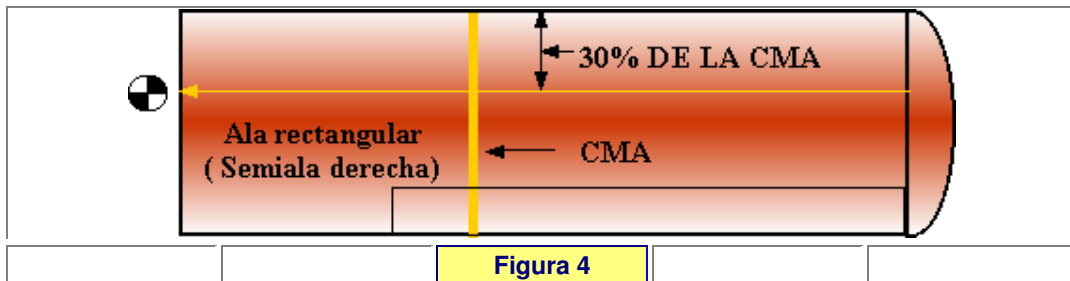 30% DE LA CMA
Ala rectangular
( Semiala derecha)
CMA
Figura 4